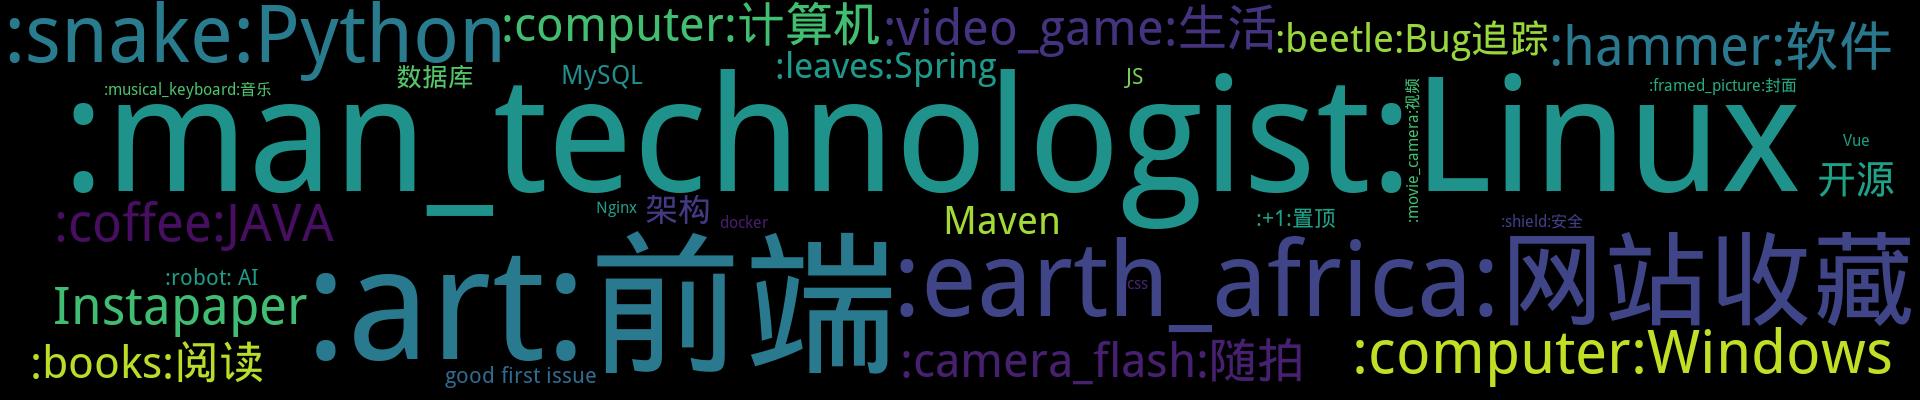 :snake:Python
:computer:计算机
:video_game:生活
:beetle:Bug追踪
:hammer:软件
:musical_keyboard:音乐
数据库
MySQL
:leaves:Spring
JS
:framed_picture:封面
:man_technologist:Linux
:movie_camera:视频
Vue
开源
:coffee:JAVA
Nginx
架构
docker
Maven
:+1:置顶
:shield:安全
:robot: AI
Instapaper
:art:前端
:earth_africa:网站收藏
css
:books:阅读
good first issue
:camera_flash:随拍
:computer:Windows